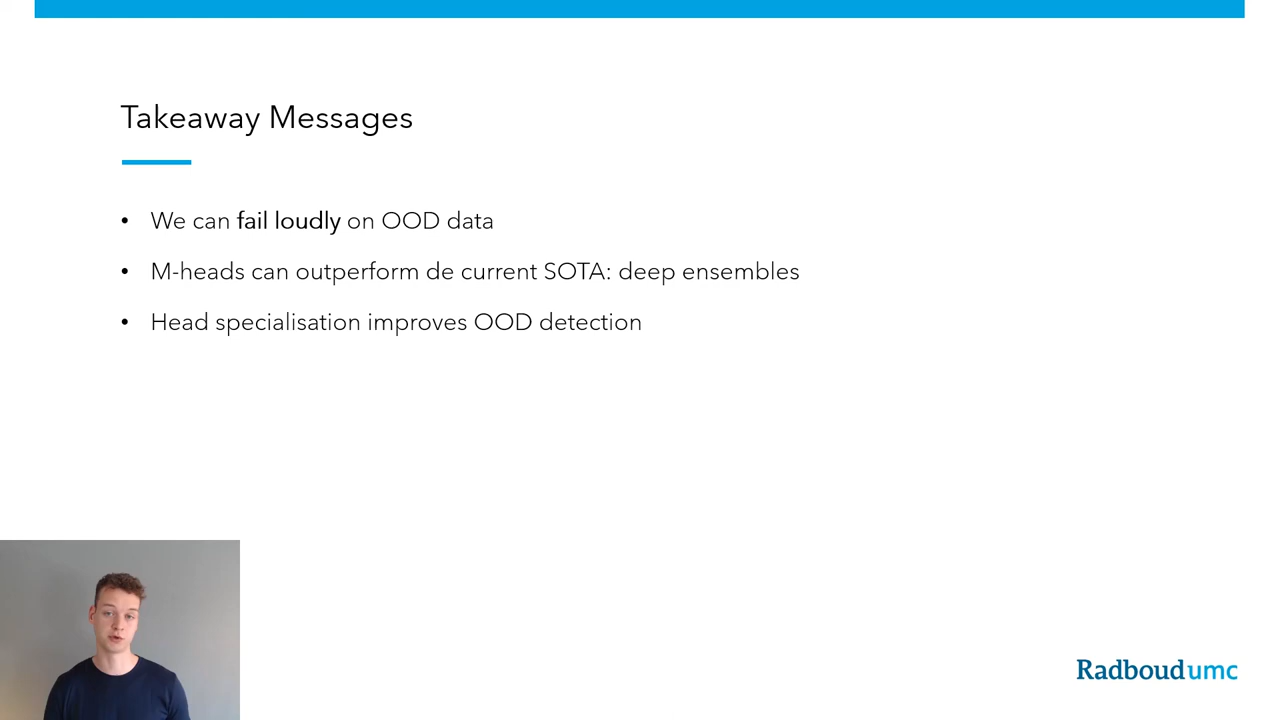 Takeaway Messages
• We can fail loudly on OOD data
• M-heads can outperform de current SOTA: deep ensembles
• Head specialisation improves OOD detection
Radboudumc